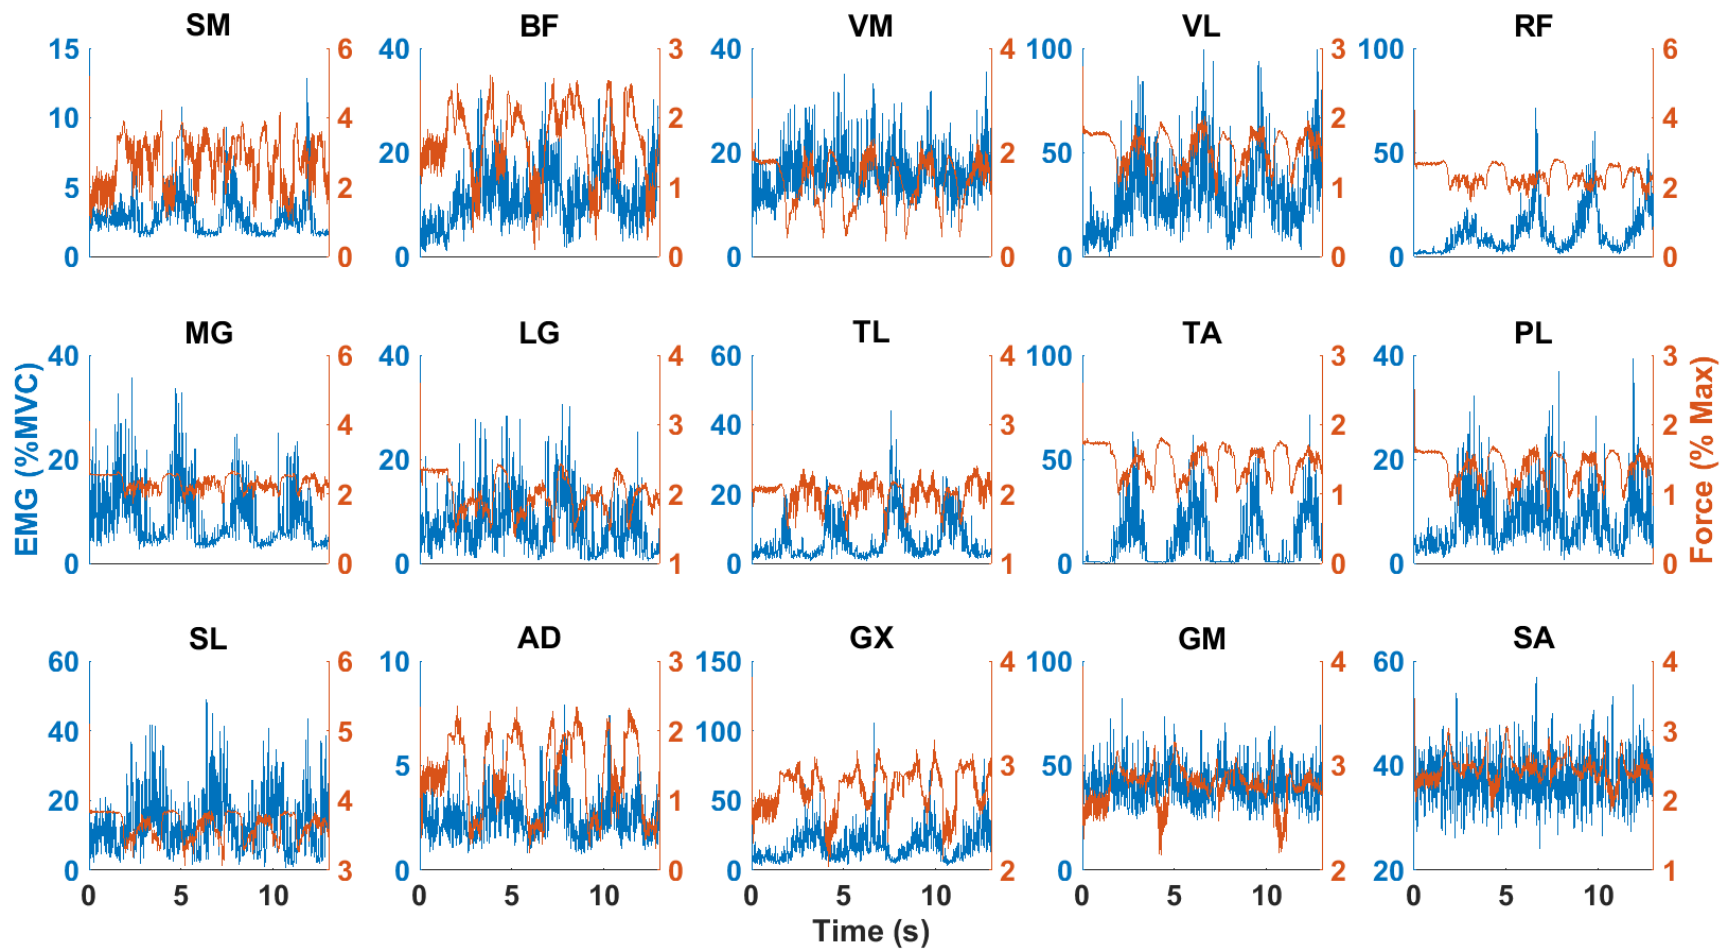 SM BF VM VL RF
15 6 40 3 40 4 100 3 100 6
10 4 20 2 20 2 50 2 50 4
5 2 1 1 2
0 0 0 0 0 0 0 0 0 0
MG LG TL TA PL
40 6 40 4 60 4 100 3 40 3
20 4 20 3 40 3 50 2 20 2
2 2 20 2 1 1
0 0 0 1 0 1 0 0 0 0
EMG (%MVC)
Force (% Max)
SL AD GX GM SA
60 6 10 3 150 4 100 4 60 4
40 5 5 2 100 3 50 3 40 3
20 4 1 50 2
0 3 0 0 0 2 0 2 20 1
0 5 10 0 5 10 0 5 10 0 5 10 0 5 10
Time (s)